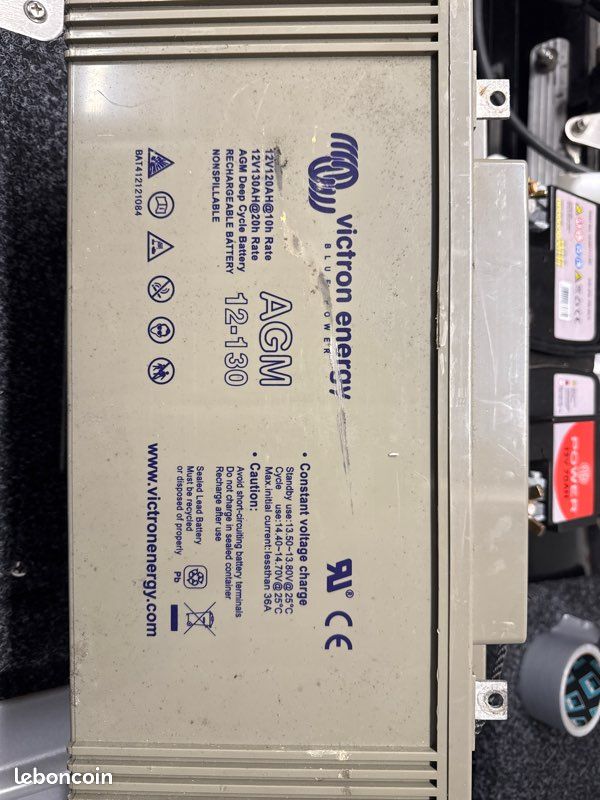 victron energy
BLUE POWER
12V120AH@10h Rate
12V130AH@20h Rate
AGM Deep Cycle Battery
RECHARGEABLE BATTERY
NONSPILLABLE
AGM
12-130
BAT412121084
• Constant voltage charge
Standby use:13.50~13.80V@25°C
Cycle use:14.40~14.70V@25°C
Max.initial current:lessthan 36A
• Caution:
Avoid short-circuiting battery terminals
Do not charge in sealed container
Recharge after use
Sealed Lead Battery
Must be recycled
or disposed of properly
Pb
www.victronenergy.com
CE
POWER
12V 70AH
leboncoin